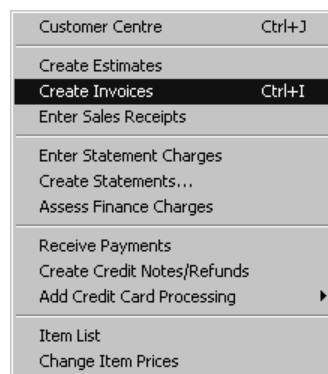 Customer Centre Ctrl+J
Create Estimates
Create Invoices Ctrl+I
Enter Sales Receipts
Enter Statement Charges
Create Statements...
Assess Finance Charges
Receive Payments
Create Credit Notes/Refunds
Add Credit Card Processing
Item List
Change Item Prices